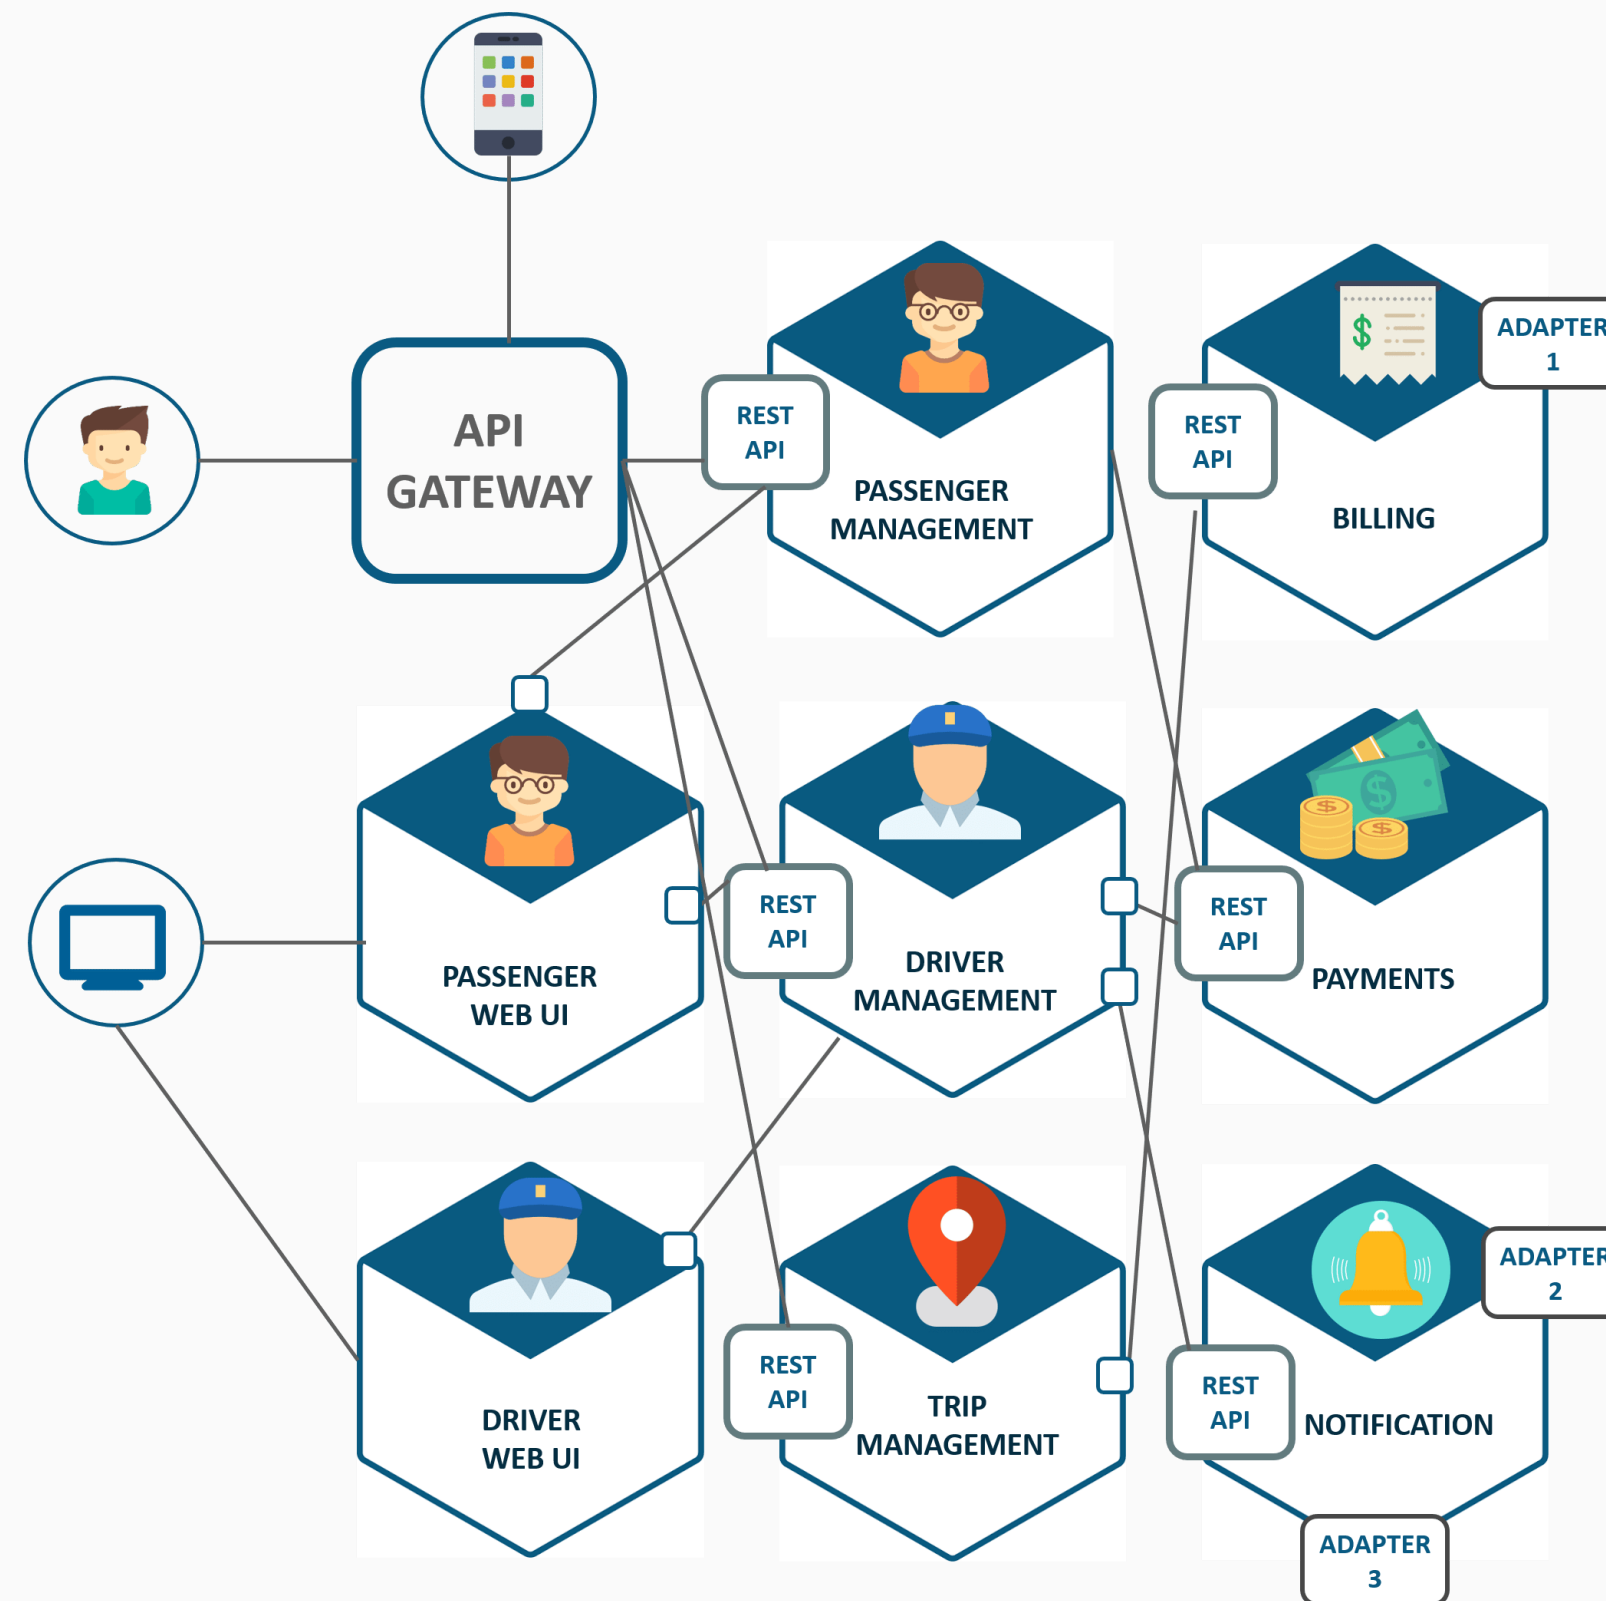 API
GATEWAY
REST
API
PASSENGER
MANAGEMENT
REST
API
BILLING
ADAPTER
1
PASSENGER
WEB UI
REST
API
DRIVER
MANAGEMENT
REST
API
PAYMENTS
DRIVER
WEB UI
REST
API
TRIP
MANAGEMENT
REST
API
NOTIFICATION
ADAPTER
2
ADAPTER
3